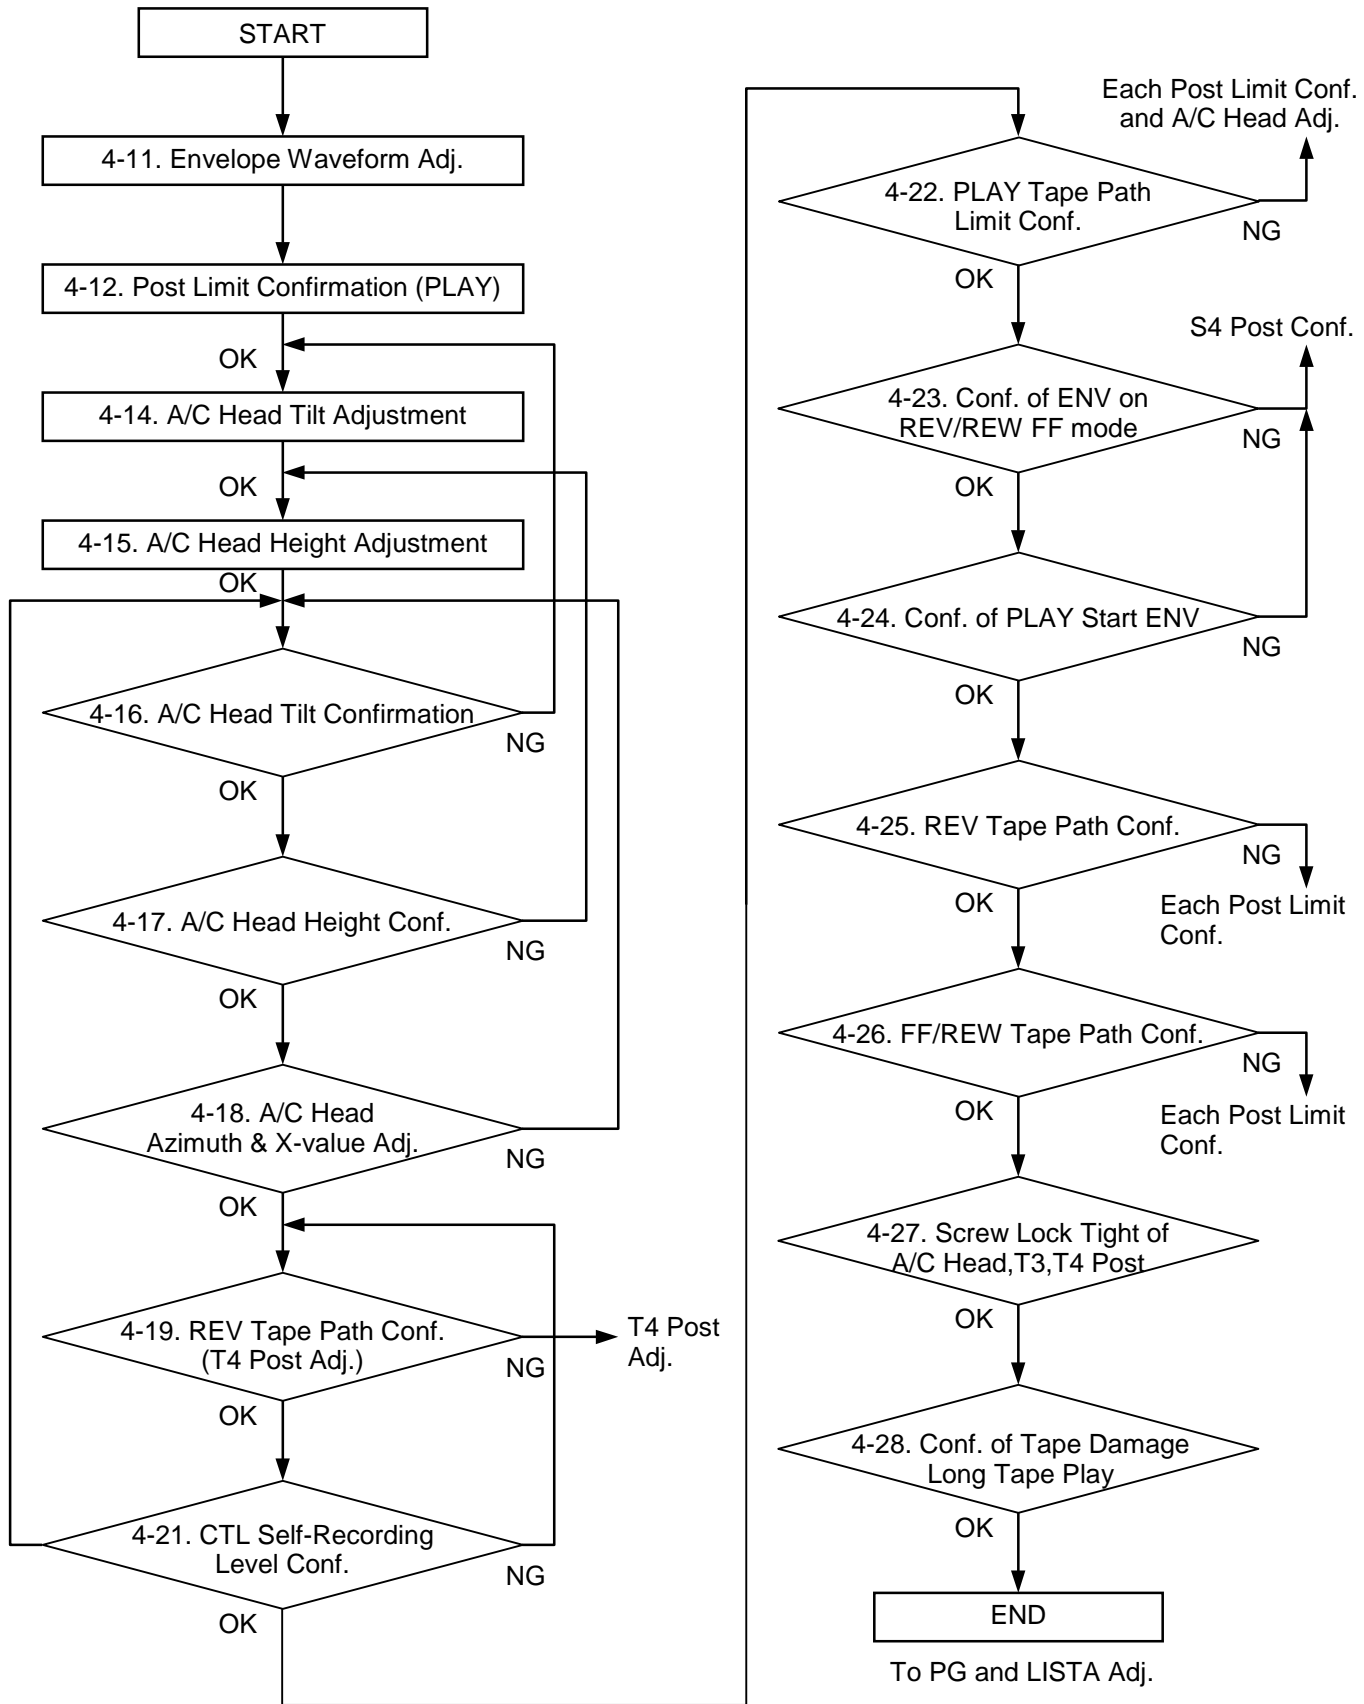 START
4-11. Envelope Waveform Adj.
4-12. Post Limit Confirmation (PLAY)
OK
4-14. A/C Head Tilt Adjustment
OK
4-15. A/C Head Height Adjustment
OK
4-16. A/C Head Tilt Confirmation
NG
OK
4-17. A/C Head Height Conf.
NG
OK
4-18. A/C Head
Azimuth & X-value Adj.
NG
OK
4-19. REV Tape Path Conf.
(T4 Post Adj.)
NG
T4 Post
Adj.
OK
4-21. CTL Self-Recording
Level Conf.
NG
OK
Each Post Limit Conf.
and A/C Head Adj.
4-22. PLAY Tape Path
Limit Conf.
NG
OK
S4 Post Conf.
4-23. Conf. of ENV on
REV/REW FF mode
NG
OK
4-24. Conf. of PLAY Start ENV
NG
OK
4-25. REV Tape Path Conf.
NG
OK
Each Post Limit
Conf.
4-26. FF/REW Tape Path Conf.
NG
OK
Each Post Limit
Conf.
4-27. Screw Lock Tight of
A/C Head,T3,T4 Post
OK
4-28. Conf. of Tape Damage
Long Tape Play
OK
END
To PG and LISTA Adj.